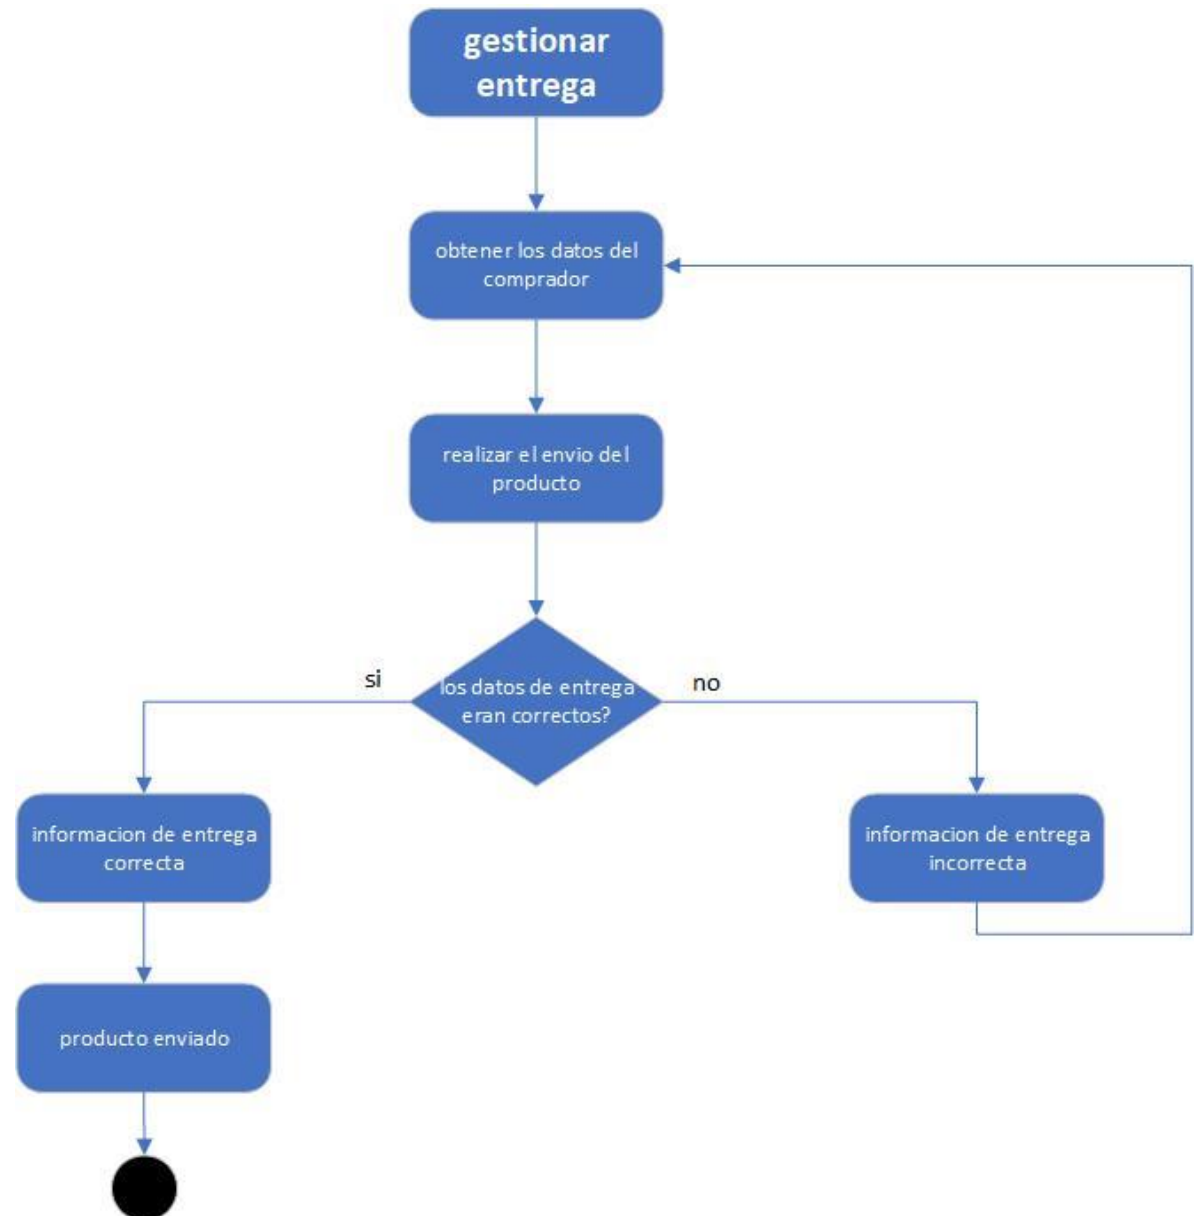 gestionar
entrega
obtener los datos del
comprador
realizar el envio del
producto
los datos de entrega
eran correctos?
si
no
informacion de entrega
correcta
informacion de entrega
incorrecta
producto enviado